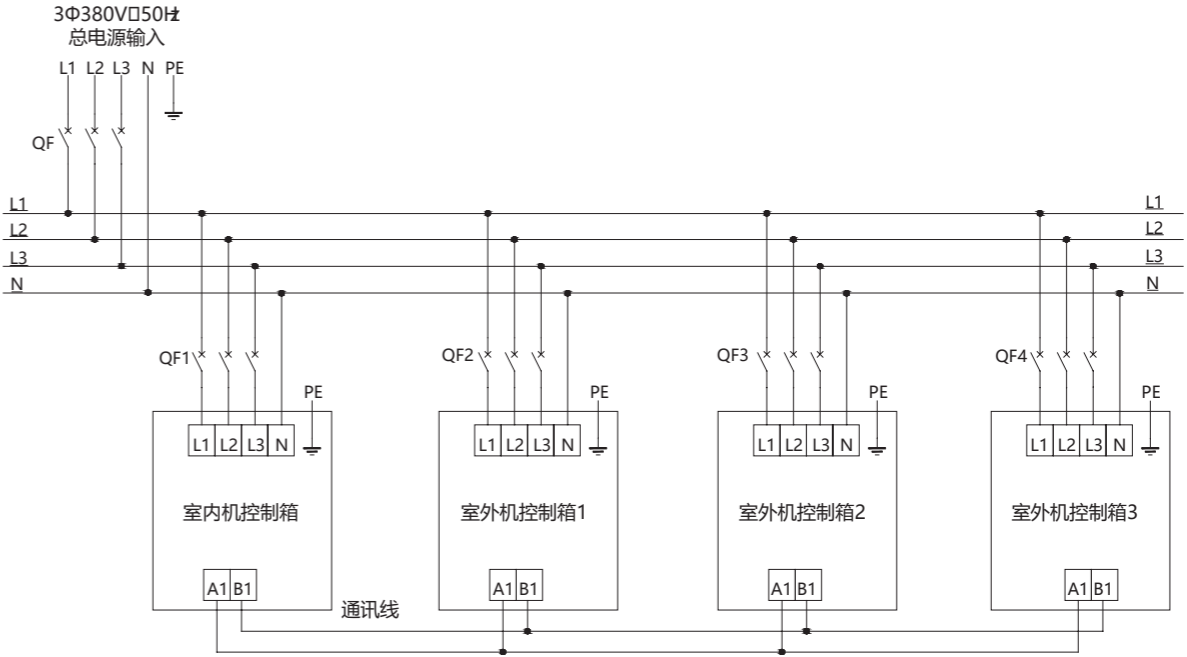 3Φ380V□50Hz
总电源输入
L1 L2 L3 N PE
QF
L1 L1
L2 L2
L3 L3
N N
QF1 QF2 QF3 QF4
PE PE PE PE
L1 L2 L3 N L1 L2 L3 N L1 L2 L3 N L1 L2 L3 N
室内机控制箱 室外机控制箱1 室外机控制箱2 室外机控制箱3
A1 B1 A1 B1 A1 B1 A1 B1
通讯线